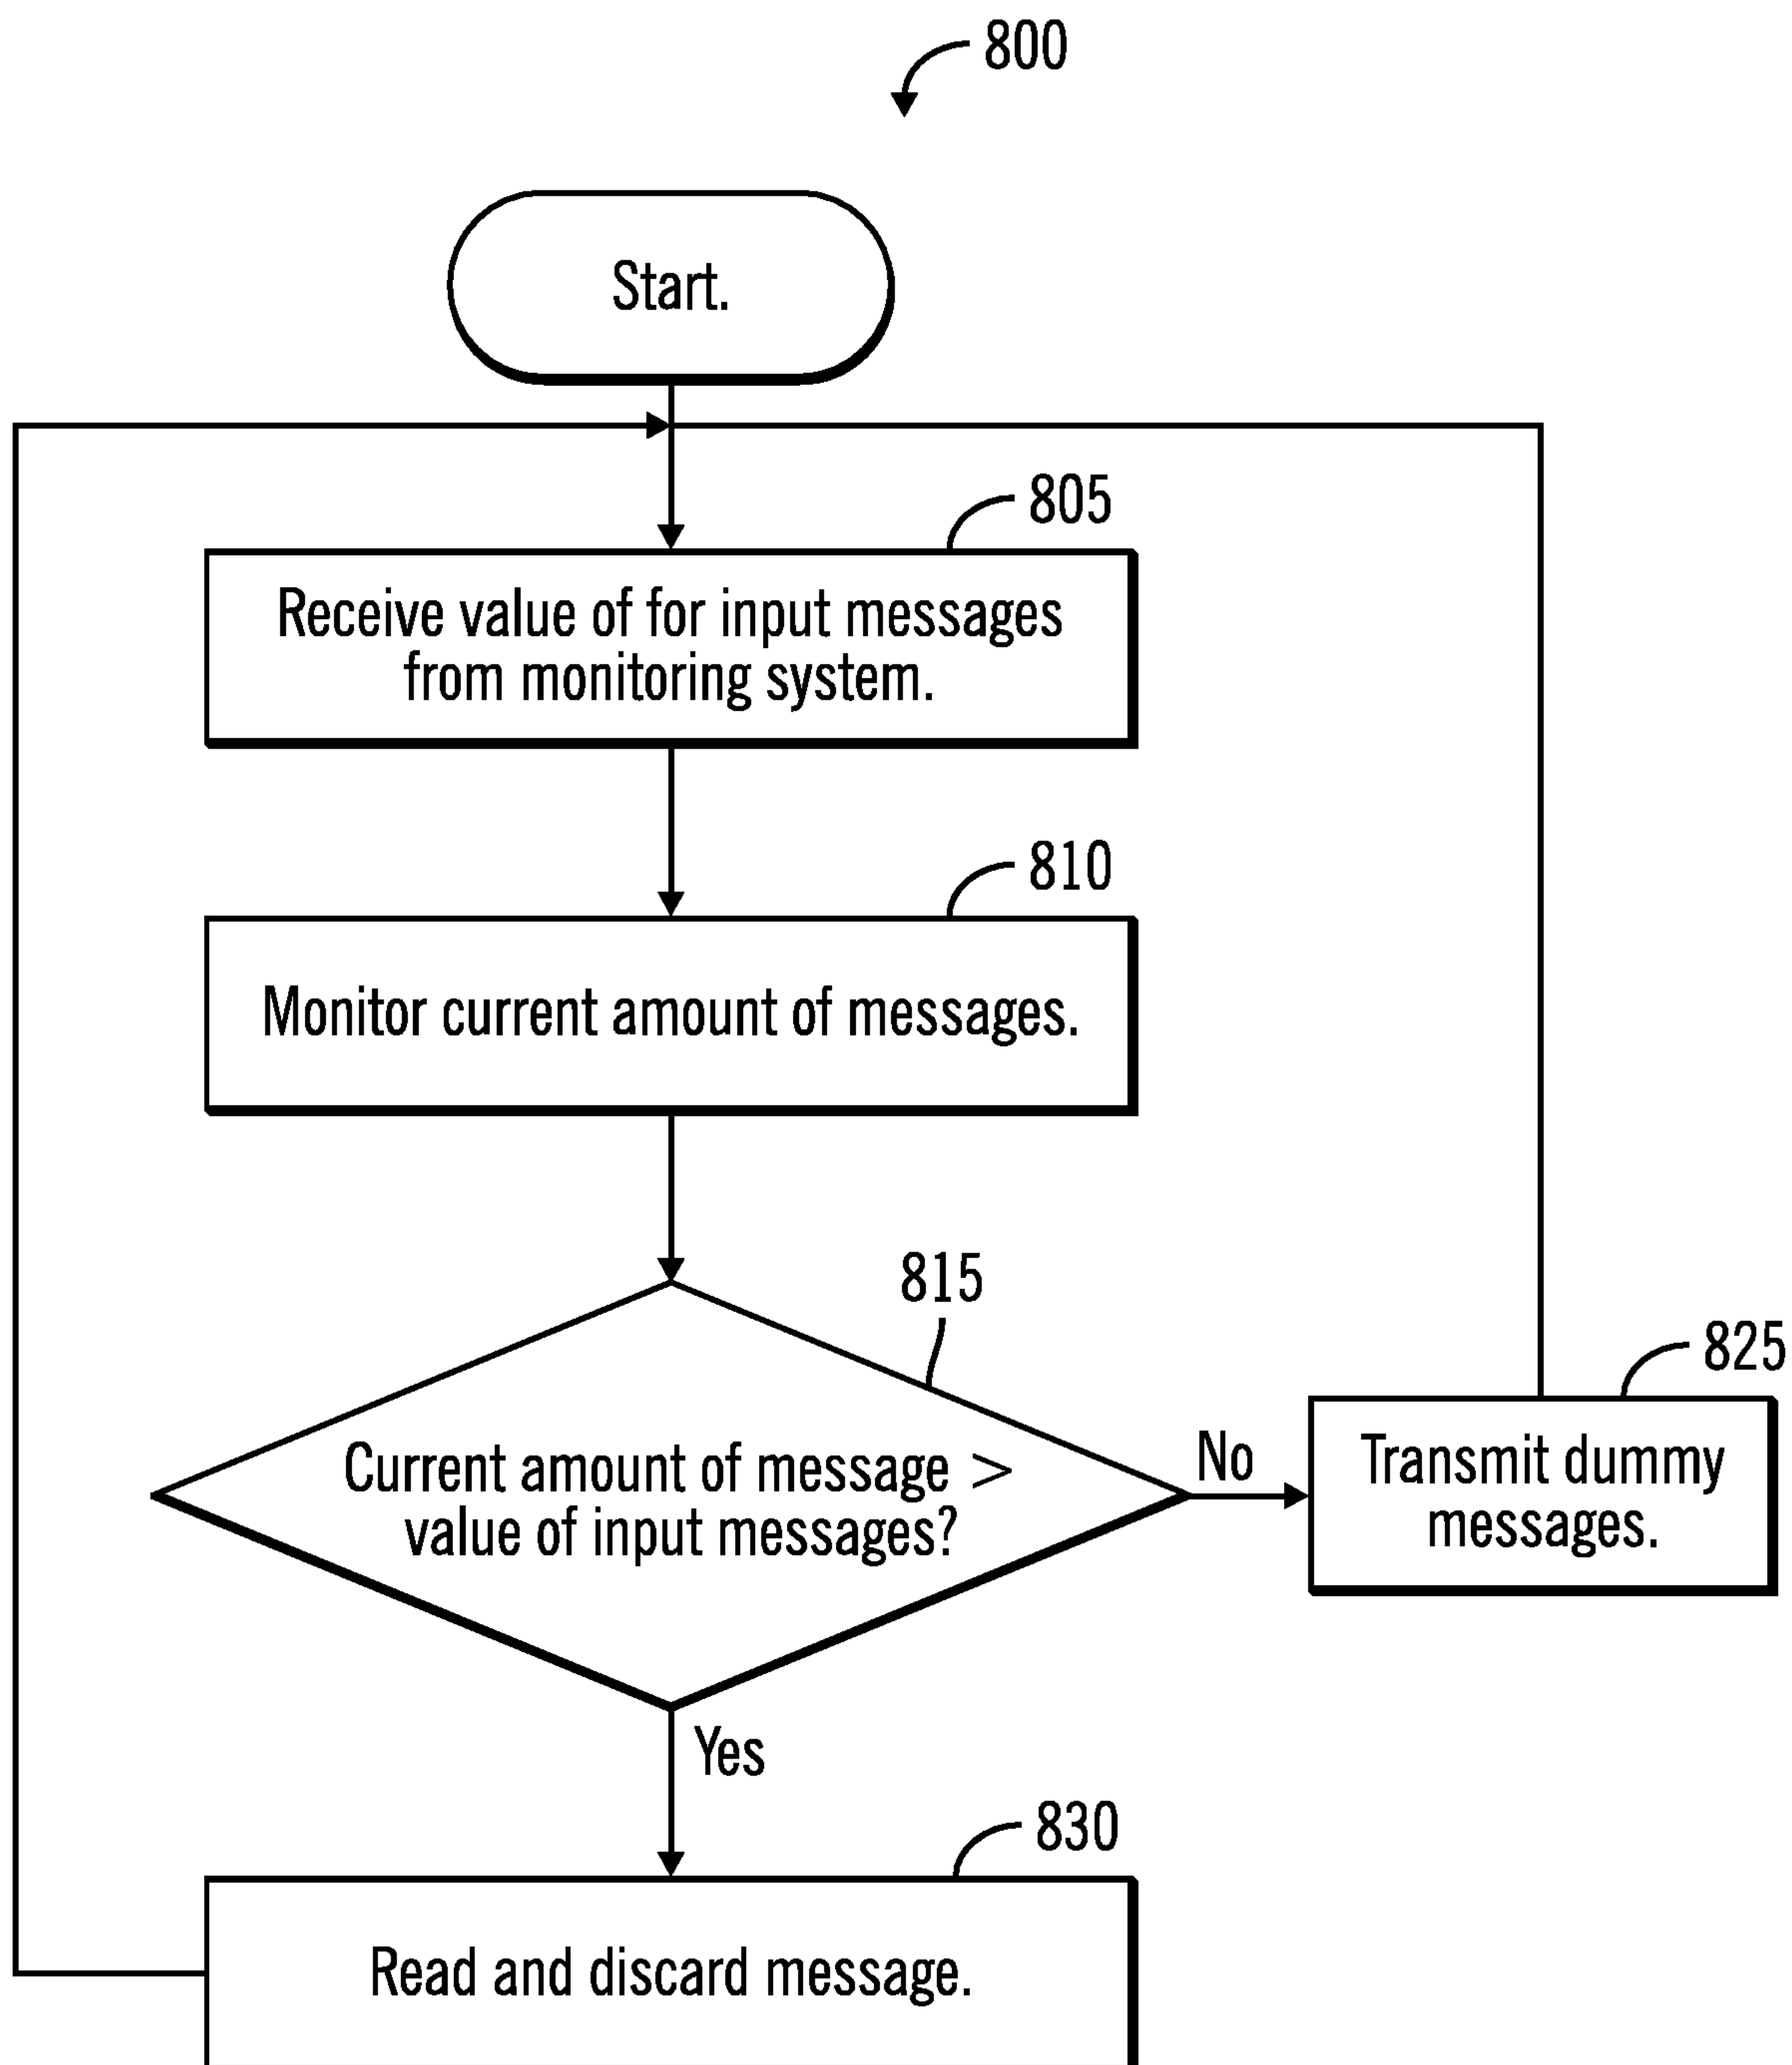 800
Start.
805
Receive value of for input messages
from monitoring system.
810
Monitor current amount of messages.
815
Current amount of message >
value of input messages?
No
825
Transmit dummy
messages.
Yes
830
Read and discard message.